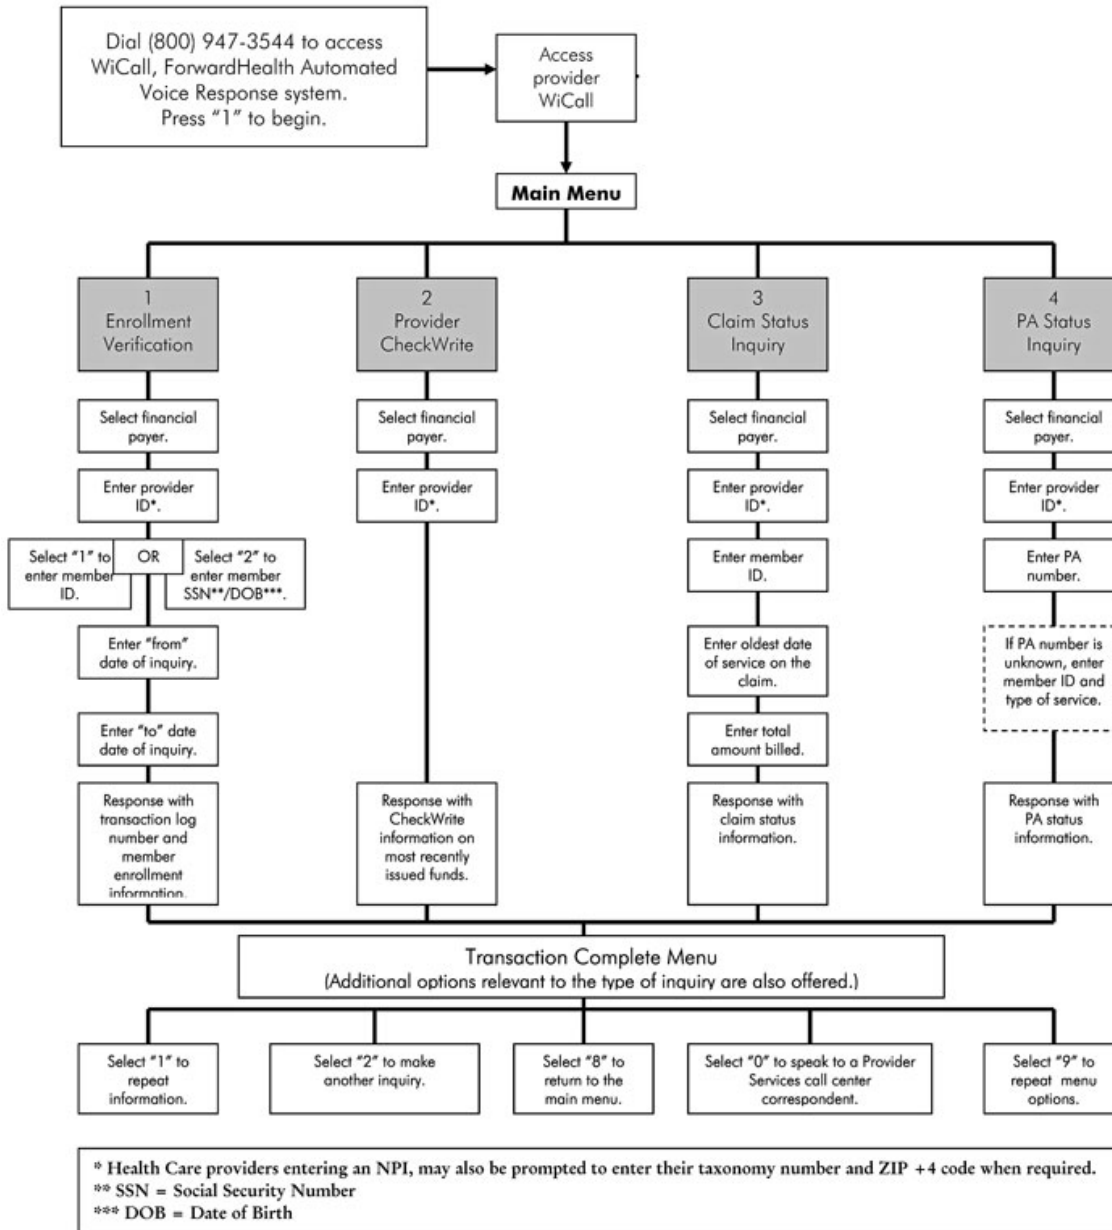 Dial (800) 947-3544 to access
WiCall, ForwardHealth Automated
Voice Response system.
Press “1” to begin.
Access
provider
WiCall
Main Menu
1
Enrollment
Verification
2
Provider
CheckWrite
3
Claim Status
Inquiry
4
PA Status
Inquiry
Select financial
payer.
Select financial
payer.
Select financial
payer.
Select financial
payer.
Enter provider
ID*.
Enter provider
ID*.
Enter provider
ID*.
Enter provider
ID*.
Select “1” to
enter member
ID.
OR
Select “2” to
enter member
SSN**/DOB***.
Enter member
ID.
Enter PA
number.
Enter “from”
date of inquiry.
Enter oldest date
of service on the
claim.
If PA number is
unknown, enter
member ID and
type of service.
Enter “to” date
date of inquiry.
Enter total
amount billed.
Response with
transaction log
number and
member
enrollment
information.
Response with
CheckWrite
information on
most recently
issued funds.
Response with
claim status
information.
Response with
PA status
information.
Transaction Complete Menu
(Additional options relevant to the type of inquiry are also offered.)
Select “1” to
repeat
information.
Select “2” to make
another inquiry.
Select “8” to
return to the
main menu.
Select “0” to speak to a Provider
Services call center
correspondent.
Select “9” to
repeat menu
options.
* Health Care providers entering an NPI, may also be prompted to enter their taxonomy number and ZIP +4 code when required.
** SSN = Social Security Number
*** DOB = Date of Birth